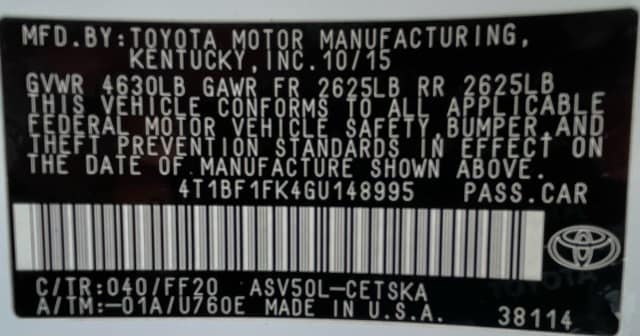 MFD.BY:TOYOTA MOTOR MANUFACTURING,
KENTUCKY,INC.10/15
GVWR 4630LB GAWR FR 2625LB RR 2625LB
THIS VEHICLE CONFORMS TO ALL APPLICABLE
FEDERAL MOTOR VEHICLE SAFETY,BUMPER,AND
THEFT PREVENTION STANDARDS IN EFFECT ON
THE DATE OF MANUFACTURE SHOWN ABOVE.
4T1BF1FK4GU148995 PASS.CAR
C/TR:040/FF20 ASV50L-CETSKA
A/TM:-01A/U760E MADE IN U.S.A. 38114